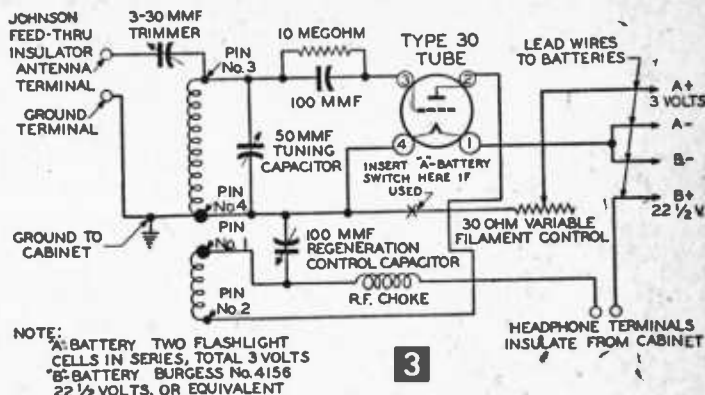 JOHNSON
FEED-THRU
INSULATOR
ANTENNA
TERMINAL
3-30 MMF
TRIMMER
PIN
No.3
10 MEGOHM
100 MMF
TYPE 30
TUBE
LEAD WIRES
TO BATTERIES
A+
3 VOLTS
A-
B-
B+
22 1/2 V.
GROUND
TERMINAL
50 MMF
TUNING
CAPACITOR
3
2
4
1
INSERT "A"-BATTERY
SWITCH HERE IF
USED
PIN
No4
PIN
No.1
GROUND TO
CABINET
100 MMF
REGENERATION
CONTROL CAPACITOR
30 OHM VARIABLE
FILAMENT CONTROL
PIN
No.2
R.F. CHOKE
HEADPHONE TERMINALS
INSULATE FROM CABINET
NOTE:
"A"-BATTERY TWO FLASHLIGHT
CELLS IN SERIES, TOTAL 3 VOLTS
"B"-BATTERY BURGESS No.4156
22 1/2 VOLTS, OR EQUIVALENT
3